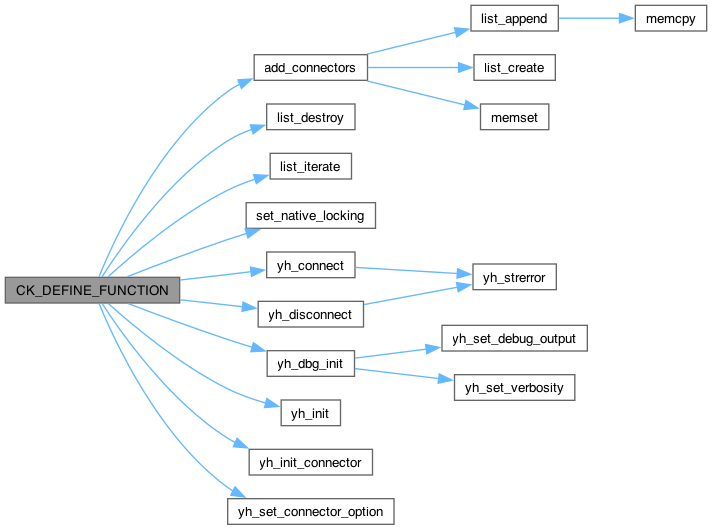 list_append
memcpy
add_connectors
list_create
list_destroy
memset
list_iterate
set_native_locking
yh_connect
yh_strerror
CK_DEFINE_FUNCTION
yh_disconnect
yh_set_debug_output
yh_dbg_init
yh_set_verbosity
yh_init
yh_init_connector
yh_set_connector_option